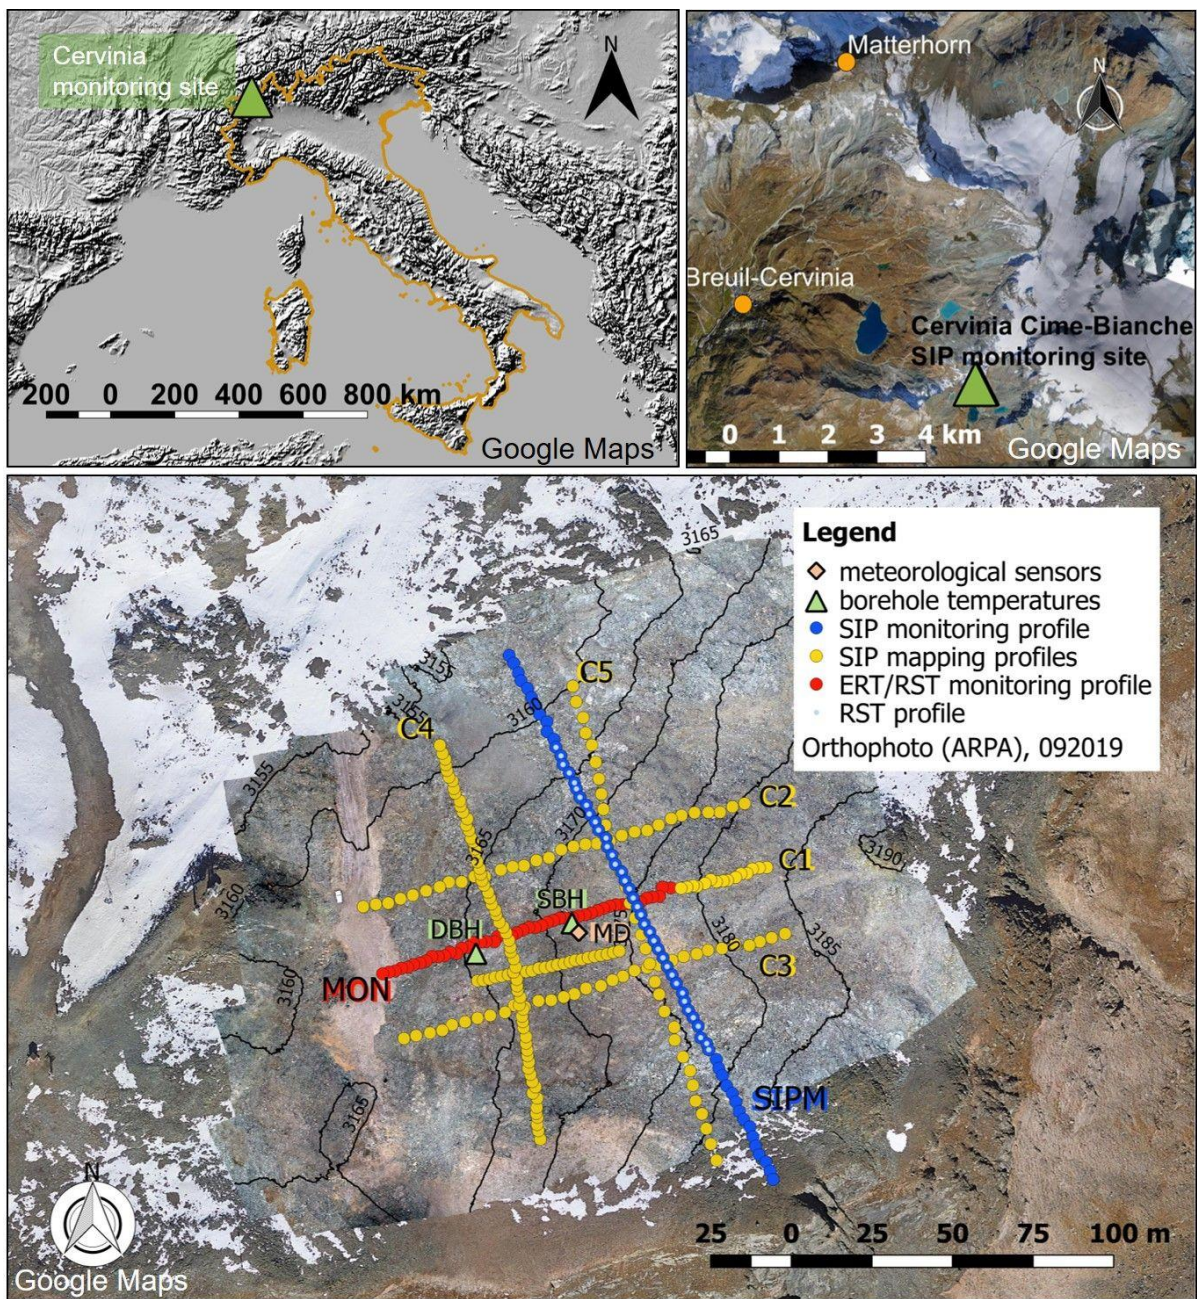 Cervinia
monitoring site
N
200 0 200 400 600 800 km
Google Maps
Matterhorn
N
Breuil-Cervinia
Cervinia Cime-Bianche
SIP monitoring site
0 1 2 3 4 km
Google Maps
Legend
meteorological sensors
borehole temperatures
SIP monitoring profile
SIP mapping profiles
ERT/RST monitoring profile
RST profile
Orthophoto (ARPA), 092019
3165
3155
3155
C5
3160
C4
3155
C2
3170
3165
C1
3190
3160
SBH
DBH
MD
3180
3185
C3
3160
MON
SIPM
3165
N
25 0 25 50 75 100 m
Google Maps